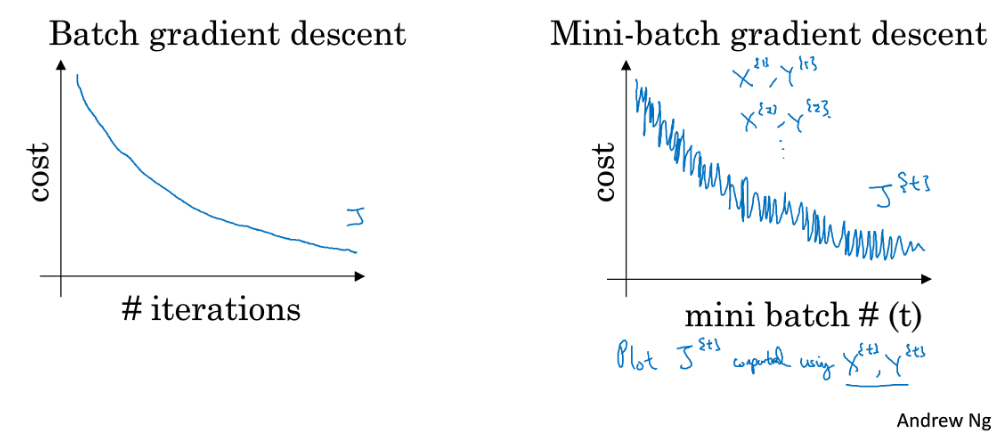 Batch gradient descent
cost
J
# iterations
Mini-batch gradient descent
X^{1}, Y^{1}
X^{2}, Y^{2}
⋮
cost
J^{t}
mini batch # (t)
Plot J^{t} computed using X^{t}, Y^{t}
Andrew Ng